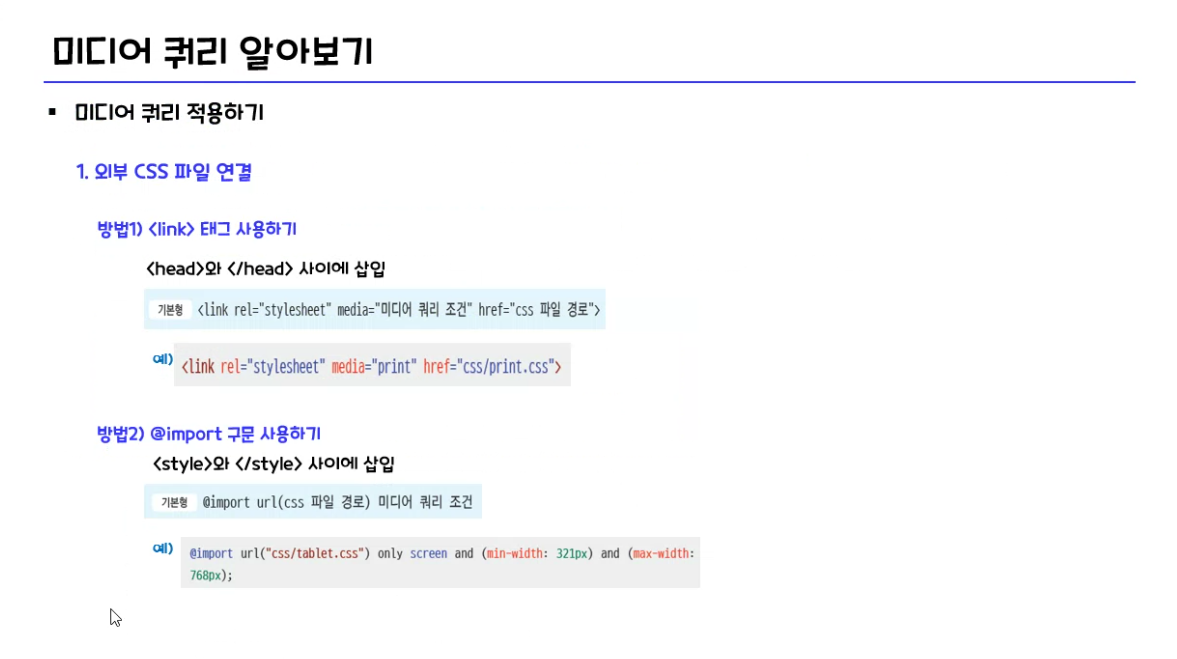 미디어 쿼리 알아보기
▪ 미디어 쿼리 적용하기
1. 외부 CSS 파일 연결
방법1) <link> 태그 사용하기
<head>와 </head> 사이에 삽입
기본형 <link rel="stylesheet" media="미디어 쿼리 조건" href="css 파일 경로">
예) <link rel="stylesheet" media="print" href="css/print.css">
방법2) @import 구문 사용하기
<style>와 </style> 사이에 삽입
기본형 @import url(css 파일 경로) 미디어 쿼리 조건
예) @import url("css/tablet.css") only screen and (min-width: 321px) and (max-width:
768px);